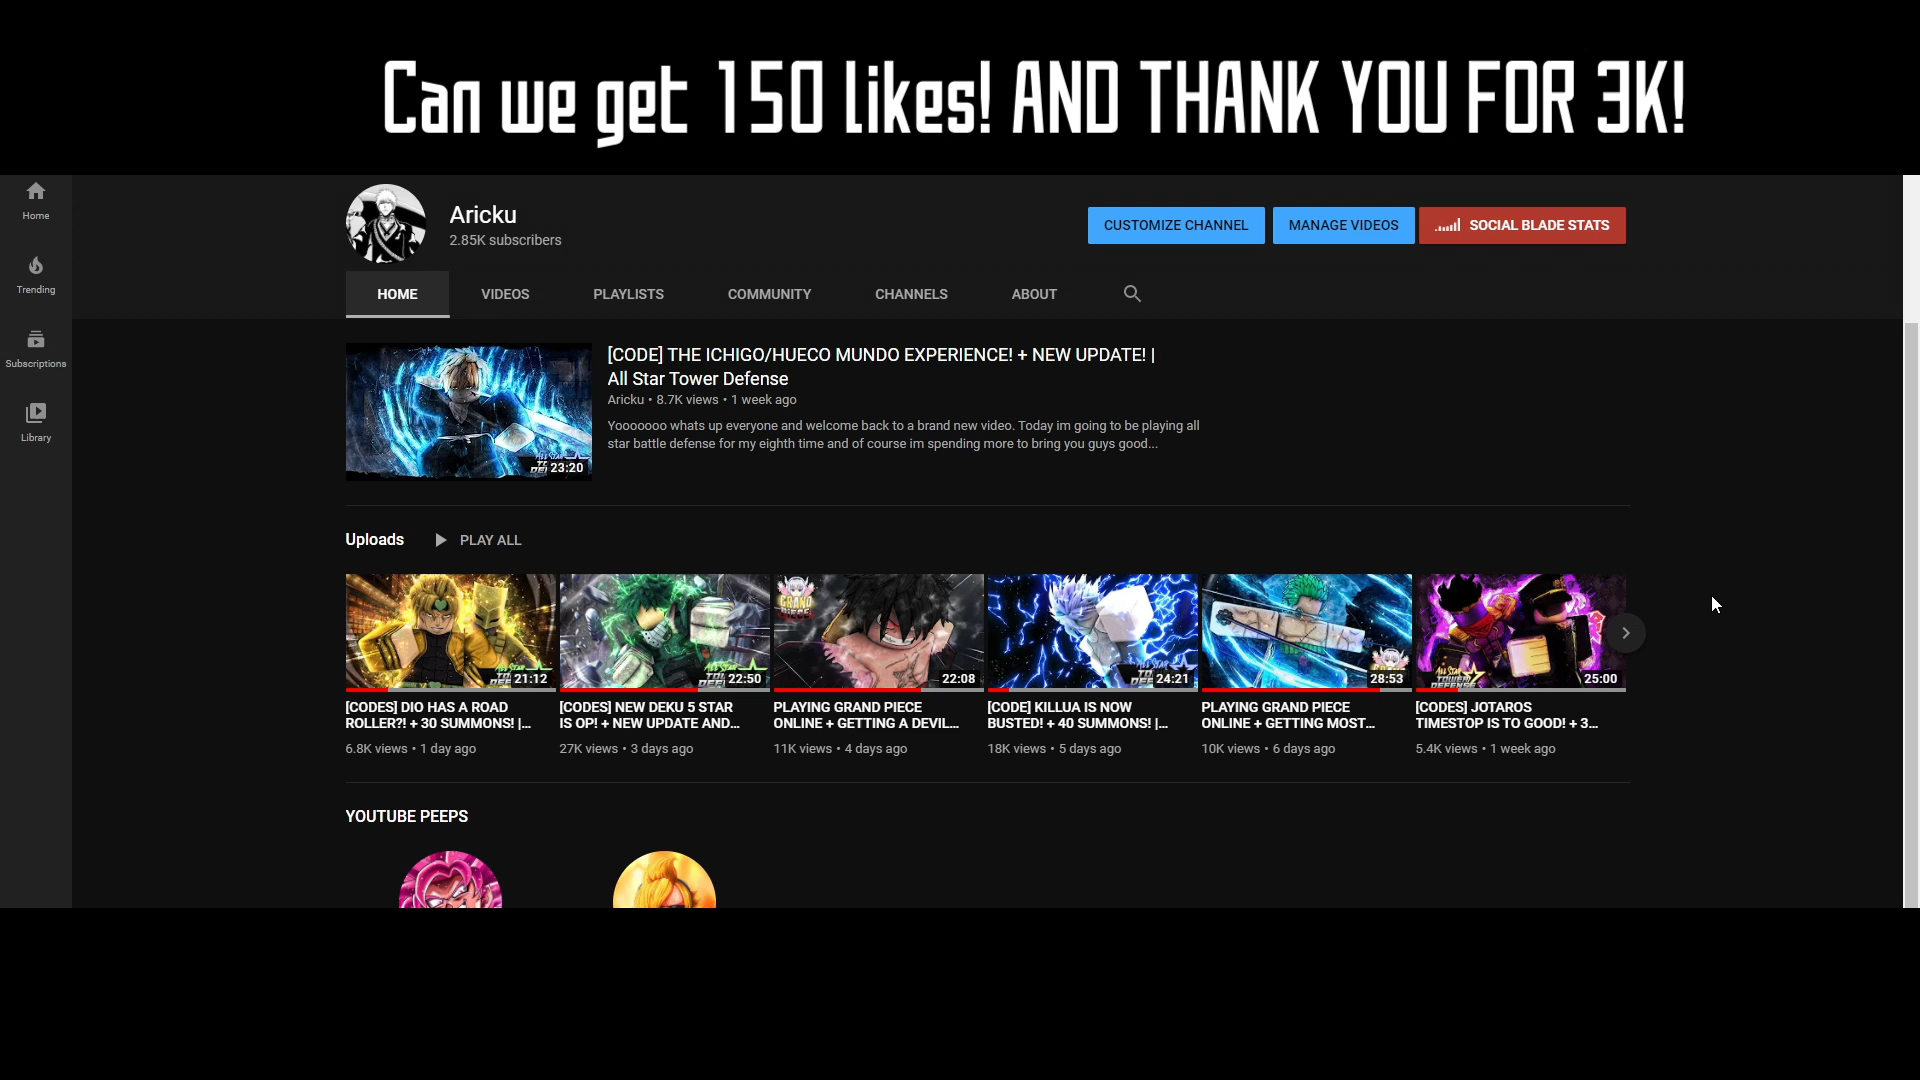 Can we get 150 likes! AND THANK YOU FOR 3K!
Home
Trending
Subscriptions
Library
Aricku
2.85K subscribers
CUSTOMIZE CHANNEL
MANAGE VIDEOS
SOCIAL BLADE STATS
HOME
VIDEOS
PLAYLISTS
COMMUNITY
CHANNELS
ABOUT
[CODE] THE ICHIGO/HUECO MUNDO EXPERIENCE! + NEW UPDATE! |
All Star Tower Defense
Aricku • 8.7K views • 1 week ago
Yooooooo whats up everyone and welcome back to a brand new video. Today im going to be playing all
star battle defense for my eighth time and of course im spending more to bring you guys good...
23:20
Uploads
PLAY ALL
21:12
[CODES] DIO HAS A ROAD
ROLLER?! + 30 SUMMONS! |...
6.8K views • 1 day ago
22:50
[CODES] NEW DEKU 5 STAR
IS OP! + NEW UPDATE AND...
27K views • 3 days ago
GRAND
PIECE
22:08
PLAYING GRAND PIECE
ONLINE + GETTING A DEVIL...
11K views • 4 days ago
24:21
[CODE] KILLUA IS NOW
BUSTED! + 40 SUMMONS! |...
18K views • 5 days ago
28:53
PLAYING GRAND PIECE
ONLINE + GETTING MOST...
10K views • 6 days ago
ALL STAR
TOWER
DEFENSE
25:00
[CODES] JOTAROS
TIMESTOP IS TO GOOD! + 3...
5.4K views • 1 week ago
YOUTUBE PEEPS